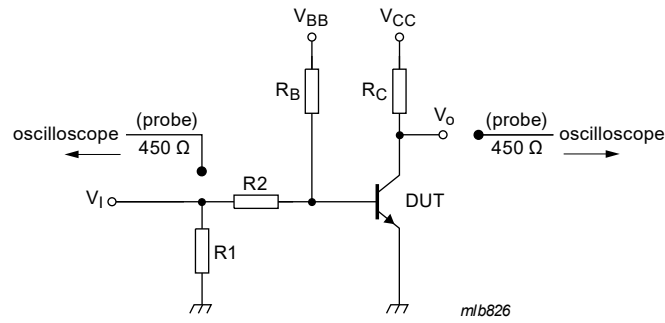 V_BB
V_CC
R_B
R_C
(probe)
oscilloscope
450 Ω
V_o
(probe)
oscilloscope
450 Ω
R2
V_I
DUT
R1
mlb826